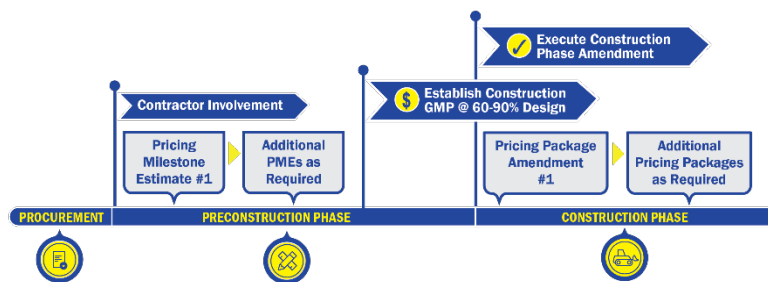 Execute Construction
Phase Amendment
$
Establish Construction
GMP @ 60-90% Design
Contractor Involvement
Pricing
Milestone
Estimate #1
Additional
PMEs as
Required
Pricing Package
Amendment
#1
Additional
Pricing Packages
as Required
PROCUREMENT
PRECONSTRUCTION PHASE
CONSTRUCTION PHASE